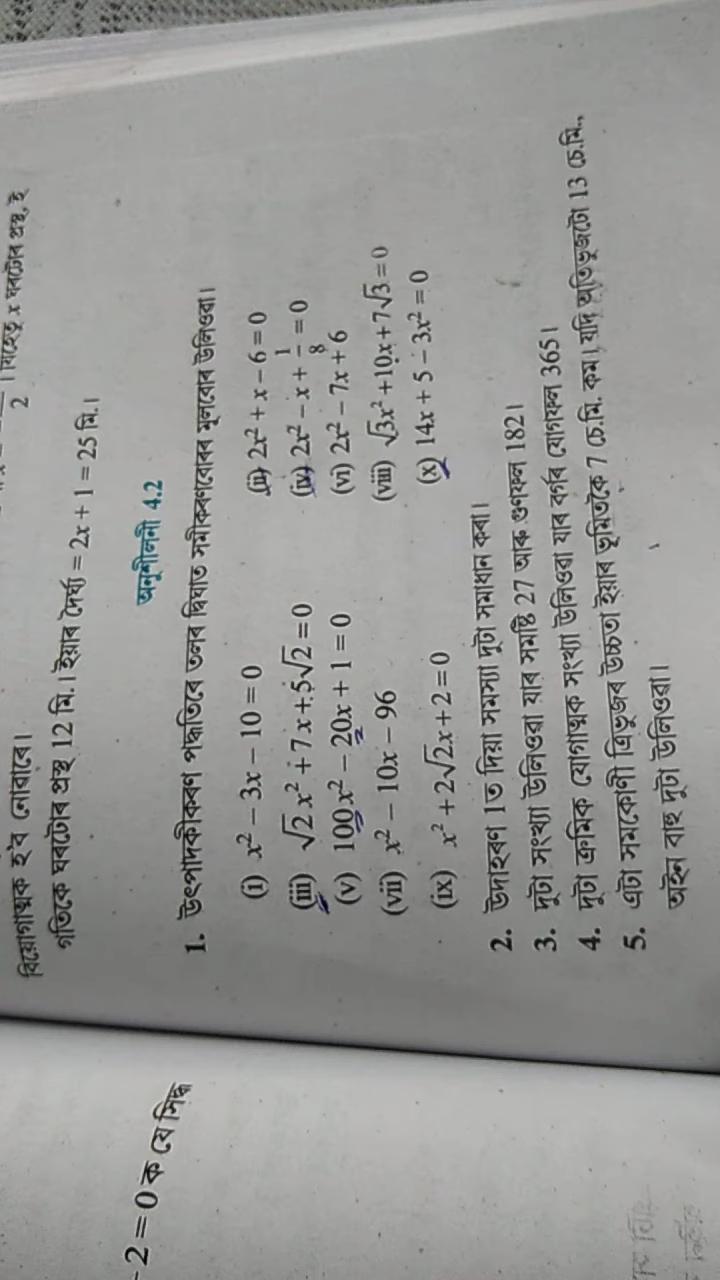 2 । যিহেতু x ঘৰটোৰ প্ৰস্থ, ই
বিয়োগাত্মক হ'ব নোৱাৰে।
গতিকে ঘৰটোৰ প্ৰস্থ 12 মি.। ইয়াৰ দৈৰ্ঘ্য = 2x + 1 = 25 মি.।
অনুশীলনী 4.2
1. উৎপাদকীকৰণ পদ্ধতিৰে তলৰ দ্বিঘাত সমীকৰণবোৰৰ মূলবোৰ উলিওৱা।
(i) x² – 3x – 10 = 0 (ii) 2x² + x – 6 = 0
(iii) √2 x² + 7x + 5√2 = 0 (iv) 2x² – x + 1/8 = 0
(v) 100x² – 20x + 1 = 0 (vi) 2x² – 7x + 6
(vii) x² – 10x – 96 (viii) √3x² + 10x + 7√3 = 0
(ix) x² + 2√2x + 2 = 0 (x) 14x + 5 – 3x² = 0
2. উদাহৰণ 1ত দিয়া সমস্যা দুটা সমাধান কৰা।
3. দুটা সংখ্যা উলিওৱা যাৰ সমষ্টি 27 আৰু গুণফল 182।
4. দুটা ক্ৰমিক যোগাত্মক সংখ্যা উলিওৱা যাৰ বৰ্গৰ যোগফল 365।
5. এটা সমকোণী ত্ৰিভুজৰ উচ্চতা ইয়াৰ ভূমিতকৈ 7 চে.মি. কম। যদি অতিভূজটো 13 চে.মি.,
অইন বাহু দুটা উলিওৱা।
– 2 = 0 ক যে সিদ্ধ